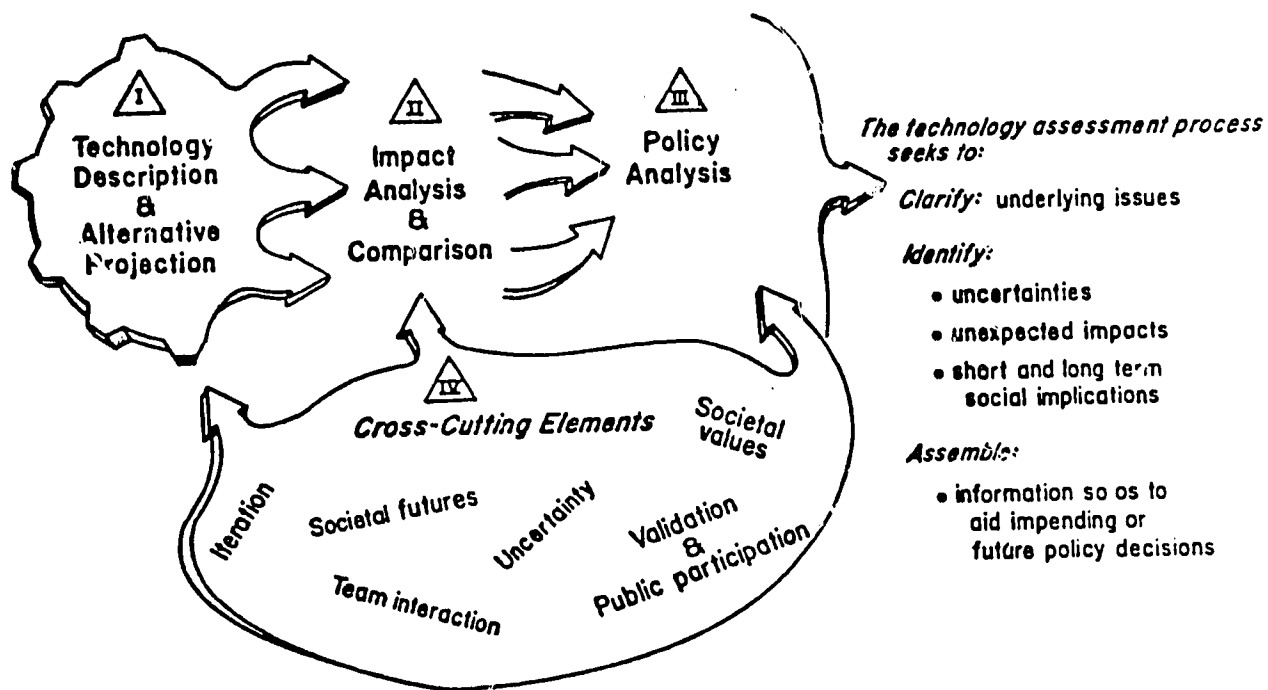 I
Technology
Description
&
Alternative
Projection
II
Impact
Analysis
&
Comparison
III
Policy
Analysis
IV
Cross-Cutting Elements
Iteration
Societal futures
Team interaction
Uncertainty
Societal
values
Validation
&
Public participation
The technology assessment process
seeks to:
Clarify: underlying issues
Identify:
• uncertainties
• unexpected impacts
• short and long term
social implications
Assemble:
• information so os to
aid impending or
future policy decisions